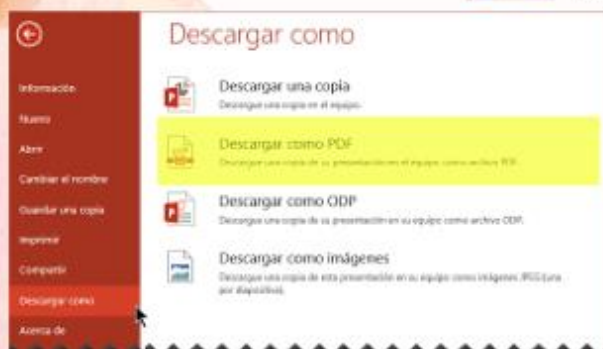 Descargar como
Información
Nuevo
Abrir
Cambiar el nombre
Guardar una copia
Imprimir
Compartir
Descargar como
Acerca de
Descargar una copia
Descargue una copia en el equipo.
Descargar como PDF
Descargue una copia de su presentación en el equipo como archivo PDF.
Descargar como ODP
Descargue una copia de su presentación en su equipo como archivo ODP.
Descargar como imágenes
Descargue una copia de esta presentación en su equipo como imágenes JPEG (una
por diapositiva).